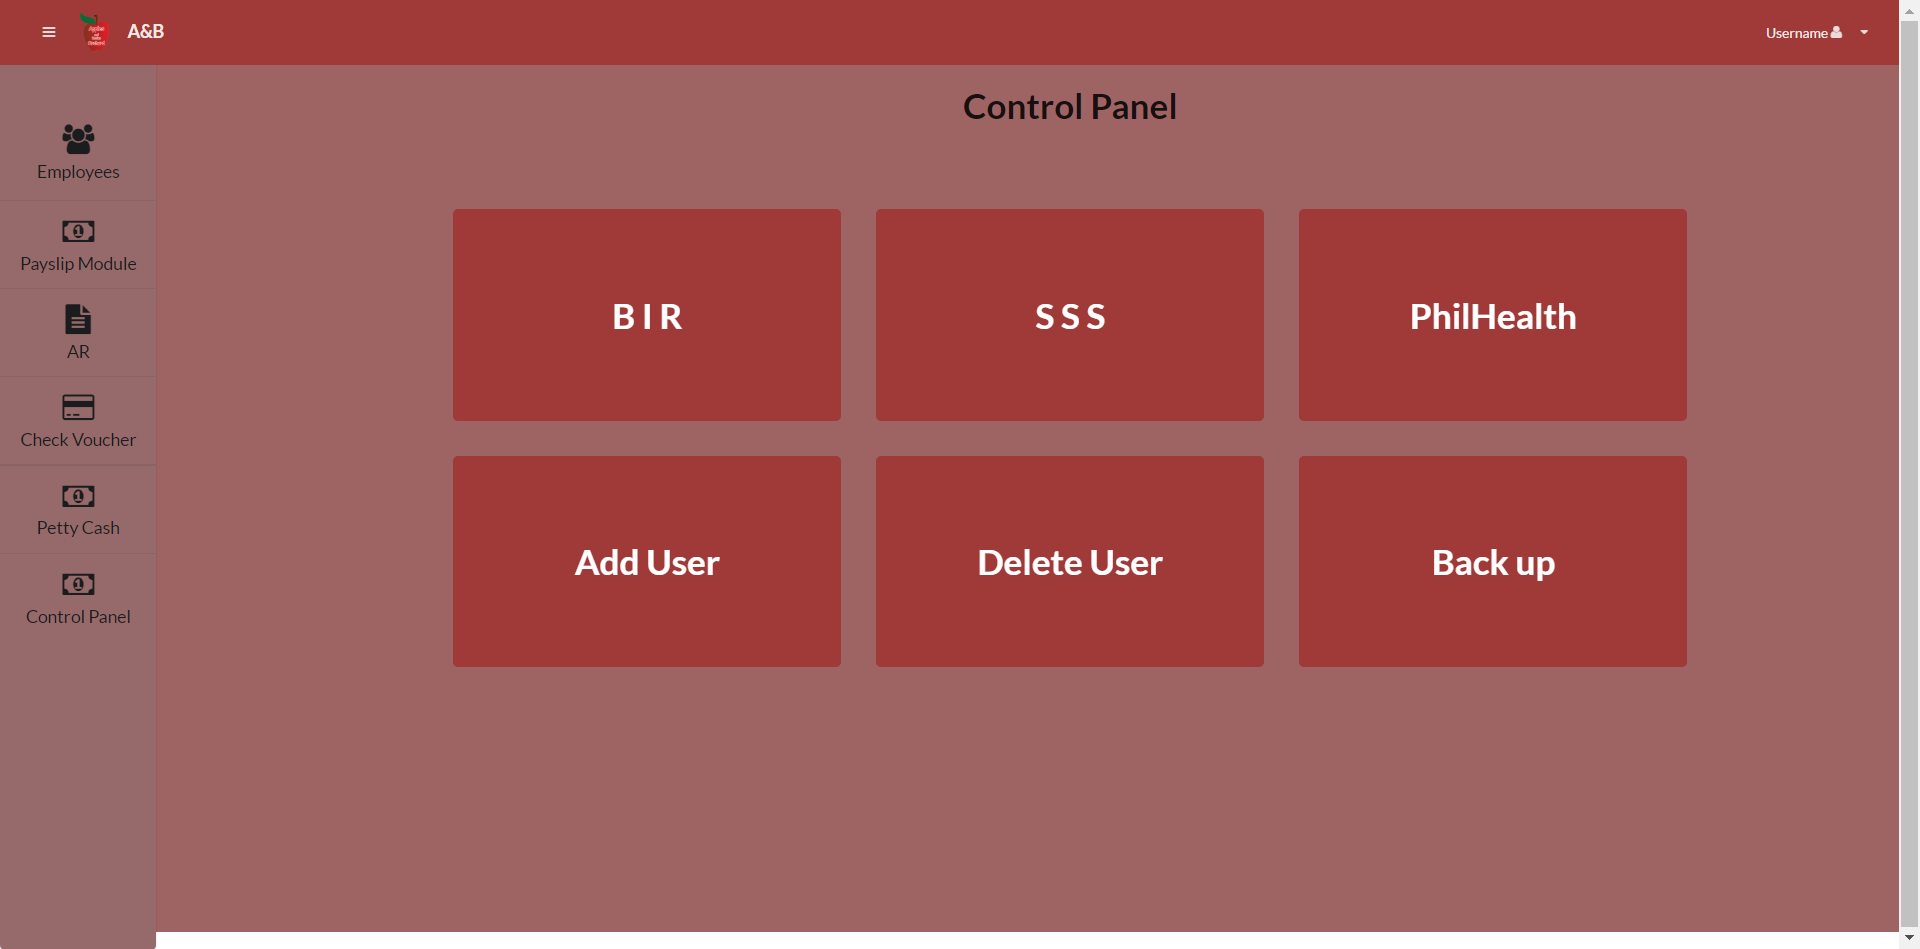 A&B
Username
Control Panel
Employees
Payslip Module
AR
Check Voucher
Petty Cash
Control Panel
B I R
S S S
PhilHealth
Add User
Delete User
Back up